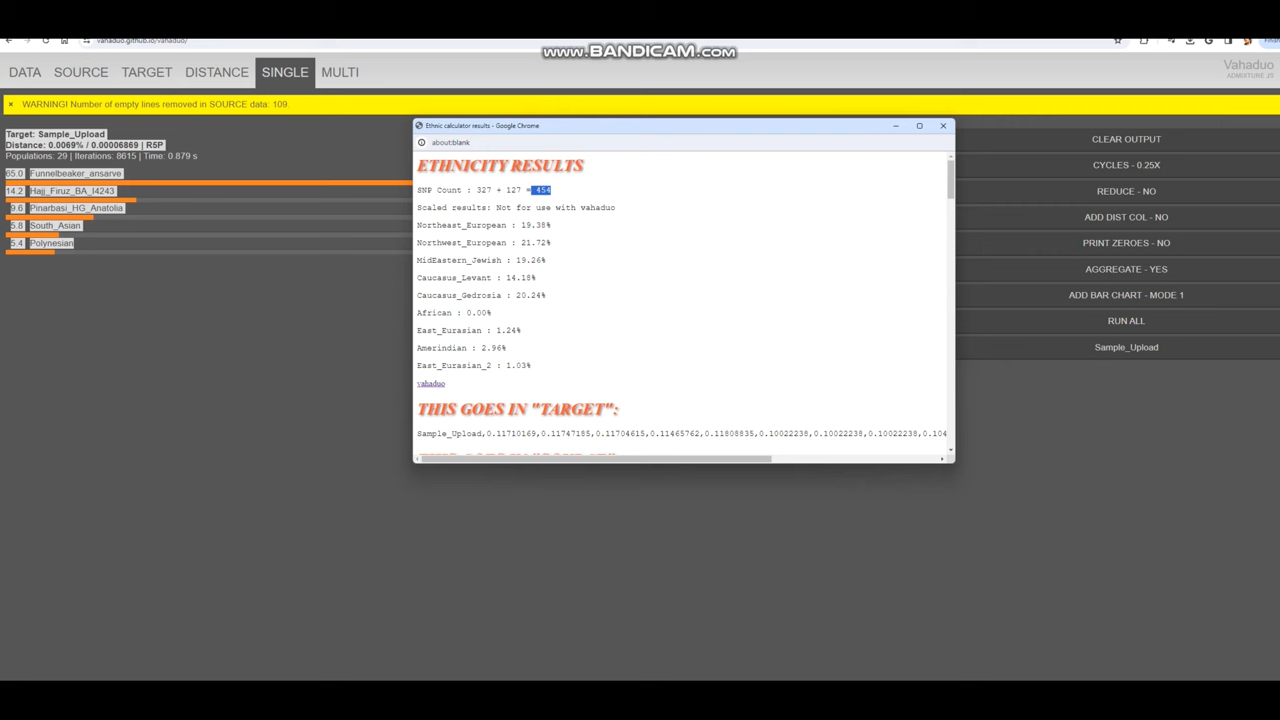 www.BANDICAM.com
vahaduo.github.io/vahaduo/
DATA SOURCE TARGET DISTANCE SINGLE MULTI
Vahaduo
ADMIXTURE JS
WARNING! Number of empty lines removed in SOURCE data: 109.
Target: Sample_Upload
Distance: 0.0069% / 0.00006869 | R5P
Populations: 29 | Iterations: 8615 | Time: 0.879 s
65.0 Funnelbeaker_ansarve
14.2 Hajj_Firuz_BA_I4243
9.6 Pinarbasi_HG_Anatolia
5.8 South_Asian
5.4 Polynesian
Ethnic calculator results - Google Chrome
about:blank
ETHNICITY RESULTS
SNP Count : 327 + 127 = 454
Scaled results: Not for use with vahaduo
Northeast_European : 19.38%
Northwest_European : 21.72%
MidEastern_Jewish : 19.26%
Caucasus_Levant : 14.18%
Caucasus_Gedrosia : 20.24%
African : 0.00%
East_Eurasian : 1.24%
Amerindian : 2.96%
East_Eurasian_2 : 1.03%
vahaduo
THIS GOES IN "TARGET":
Sample_Upload,0.11710169,0.11747185,0.11704615,0.11465762,0.11808835,0.10022238,0.10022238,0.10022238,0.104
CLEAR OUTPUT
CYCLES - 0.25X
REDUCE - NO
ADD DIST COL - NO
PRINT ZEROES - NO
AGGREGATE - YES
ADD BAR CHART - MODE 1
RUN ALL
Sample_Upload